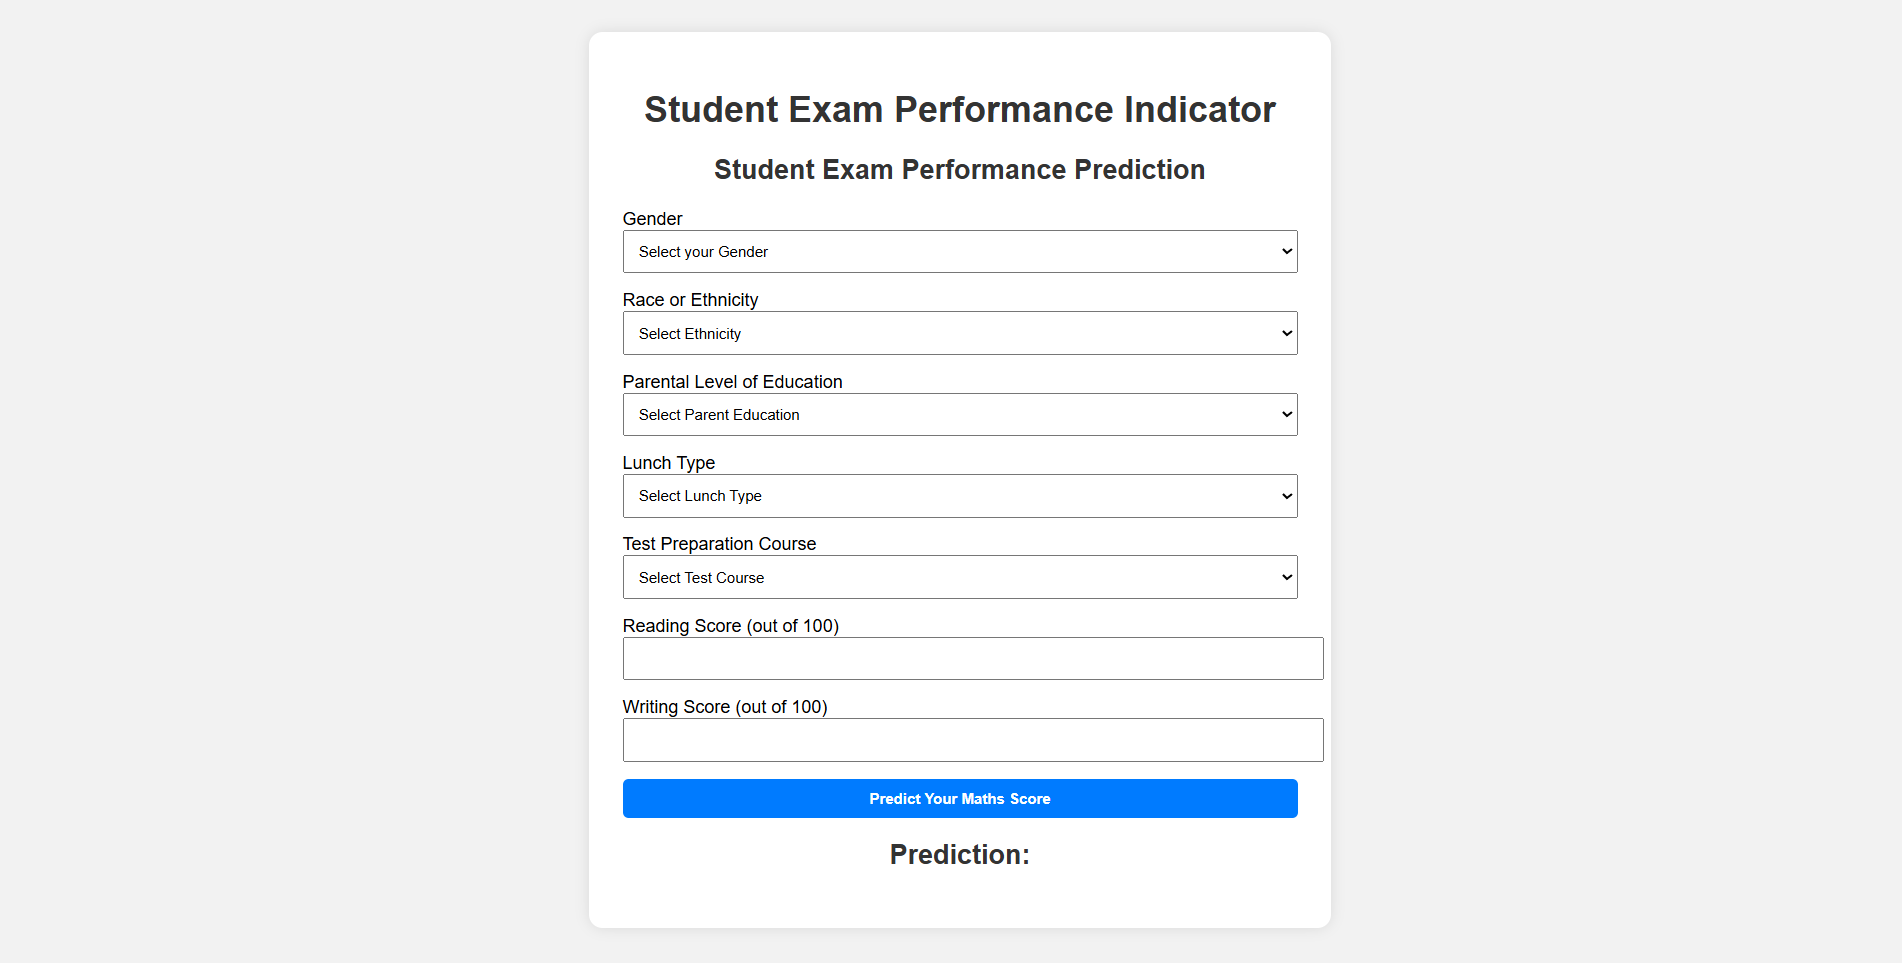 Student Exam Performance Indicator
Student Exam Performance Prediction
Gender
Select your Gender
Race or Ethnicity
Select Ethnicity
Parental Level of Education
Select Parent Education
Lunch Type
Select Lunch Type
Test Preparation Course
Select Test Course
Reading Score (out of 100)
Writing Score (out of 100)
Predict Your Maths Score
Prediction: